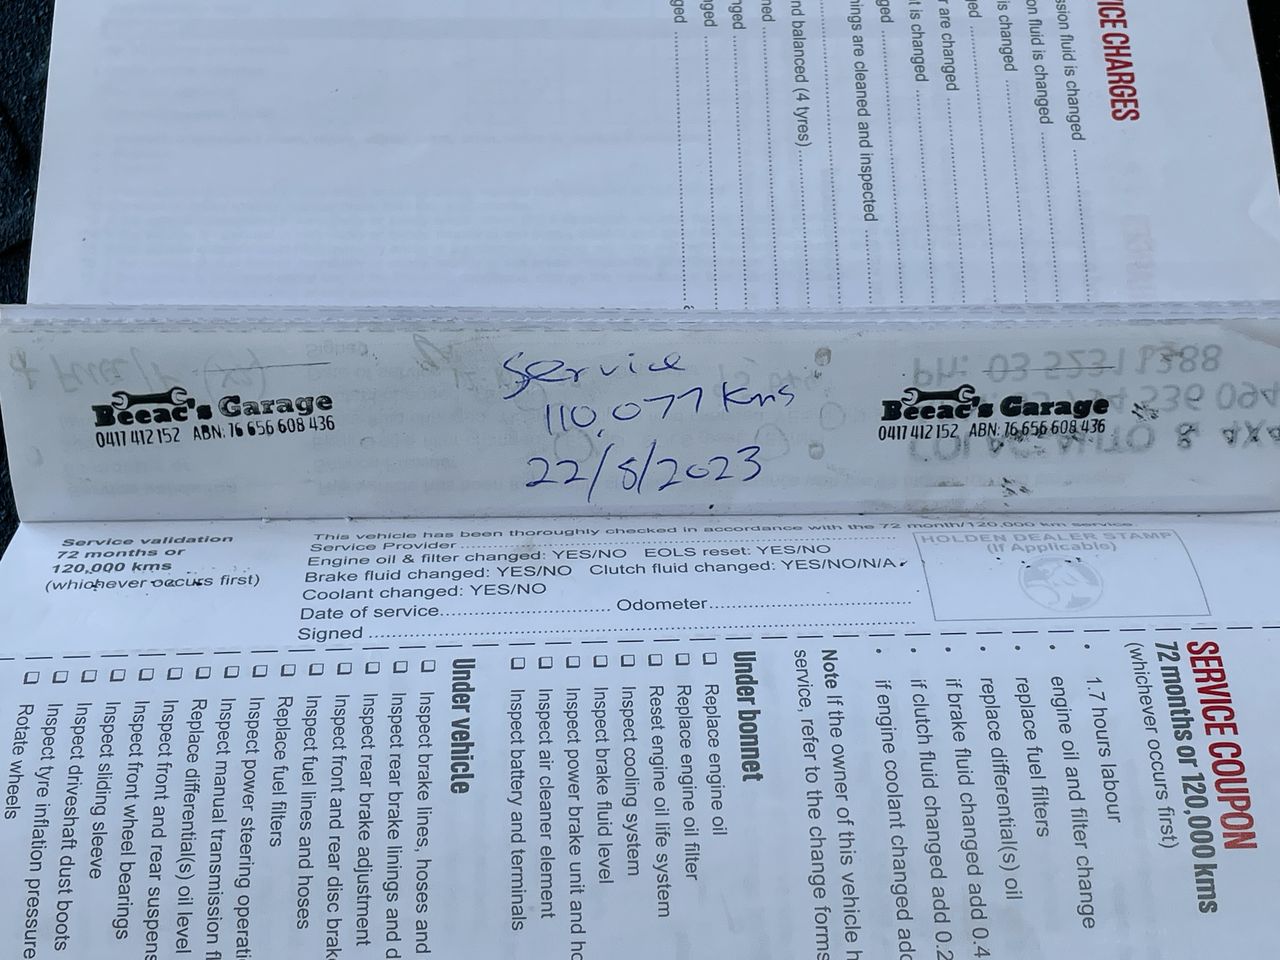 ICE CHARGES
ssion fluid is changed
on fluid is changed
is changed
r are changed
t is changed
nings are cleaned and inspected
nd balanced (4 tyres)
Service
110,077 Kms
22/8/2023
Beeac's Garage
0417 412 152 ABN: 76 656 608 436
Beeac's Garage
0417 412 152 ABN: 76 656 608 436
Service validation
72 months or
120,000 kms
(whichever occurs first)
This vehicle has been thoroughly checked in accordance with the 72 month/120,000 km service.
Service Provider
Engine oil & filter changed: YES/NO EOLS reset: YES/NO
Brake fluid changed: YES/NO Clutch fluid changed: YES/NO/N/A
Coolant changed: YES/NO
Date of service Odometer
Signed
HOLDEN DEALER STAMP
(If Applicable)
SERVICE COUPON
72 months or 120,000 kms
(whichever occurs first)
• 1.7 hours labour
• engine oil and filter change
• replace fuel filters
• replace differential(s) oil
• if brake fluid changed add 0.4
• if clutch fluid changed add 0.2
• if engine coolant changed add
Note If the owner of this vehicle h
service, refer to the change forms
Under bonnet
❑ Replace engine oil
❑ Replace engine oil filter
❑ Reset engine oil life system
❑ Inspect cooling system
❑ Inspect brake fluid level
❑ Inspect power brake unit and ho
❑ Inspect air cleaner element
❑ Inspect battery and terminals
Under vehicle
❑ Inspect brake lines, hoses and
❑ Inspect rear brake linings and d
❑ Inspect rear brake adjustment
❑ Inspect front and rear disc brak
❑ Inspect fuel lines and hoses
❑ Replace fuel filters
❑ Inspect power steering operati
❑ Inspect manual transmission fl
❑ Replace differential(s) oil level
❑ Inspect front and rear suspens
❑ Inspect front wheel bearings
❑ Inspect sliding sleeve
❑ Inspect driveshaft dust boots
❑ Inspect tyre inflation pressure
❑ Rotate wheels